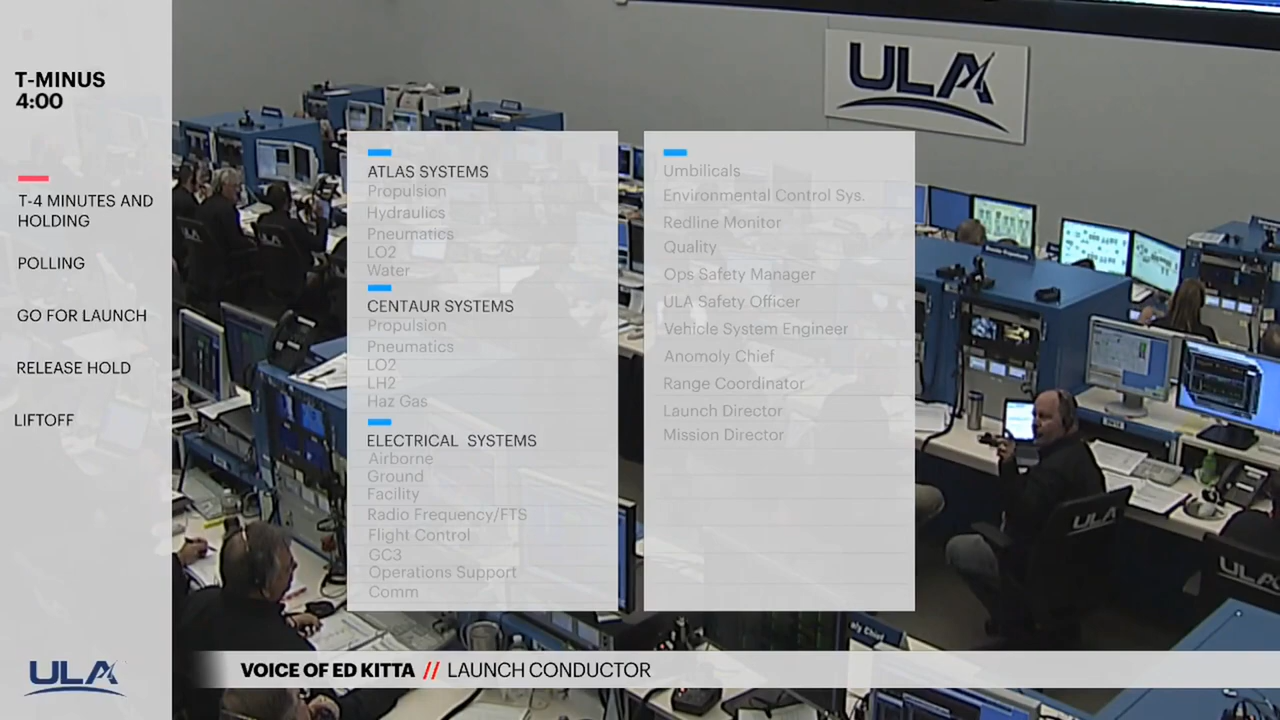 T-MINUS
4:00
T-4 MINUTES AND
HOLDING
POLLING
GO FOR LAUNCH
RELEASE HOLD
LIFTOFF
ULA
ULA
ATLAS SYSTEMS
Propulsion
Hydraulics
Pneumatics
LO2
Water
CENTAUR SYSTEMS
Propulsion
Pneumatics
LO2
LH2
Haz Gas
ELECTRICAL SYSTEMS
Airborne
Ground
Facility
Radio Frequency/FTS
Flight Control
GC3
Operations Support
Comm
Umbilicals
Environmental Control Sys.
Redline Monitor
Quality
Ops Safety Manager
ULA Safety Officer
Vehicle System Engineer
Anomoly Chief
Range Coordinator
Launch Director
Mission Director
ULA
ULA
VOICE OF ED KITTA // LAUNCH CONDUCTOR